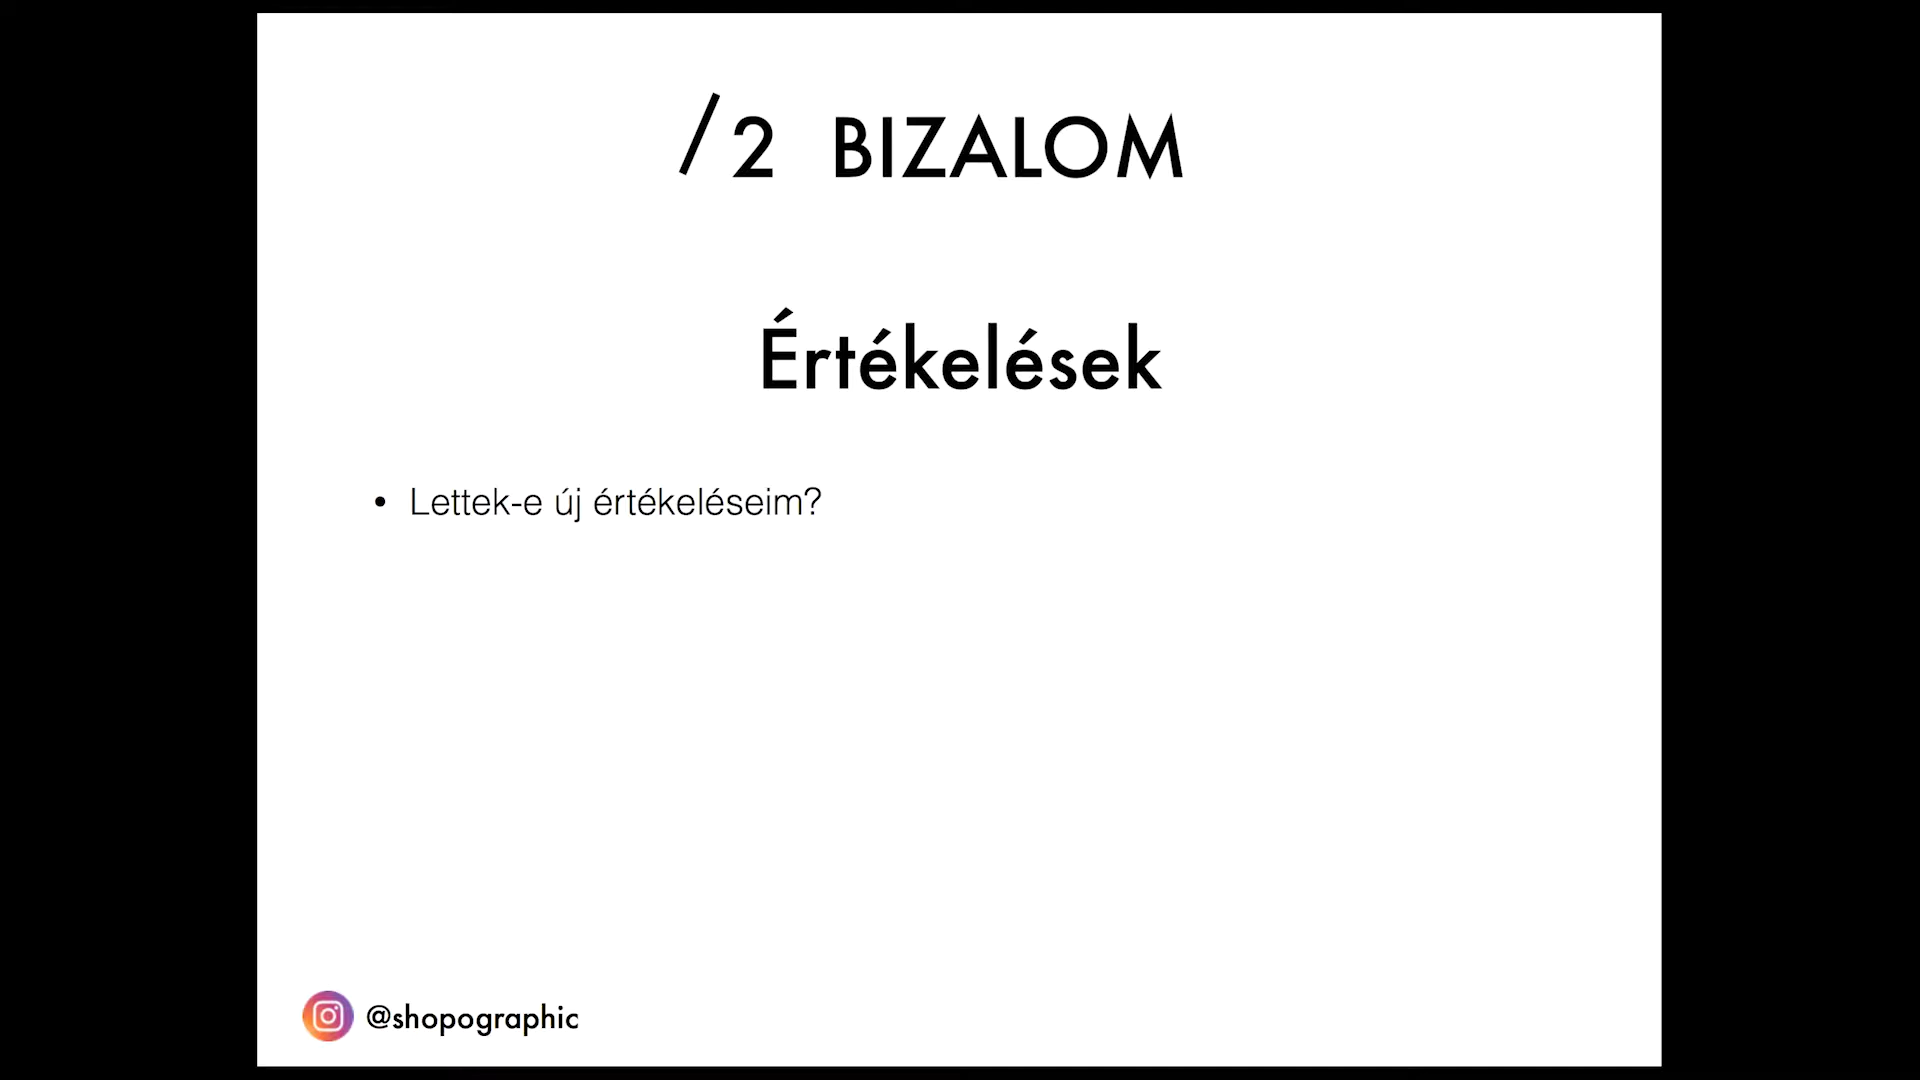 /2 BIZALOM
Értékelések
• Lettek-e új értékeléseim?
@shopographic